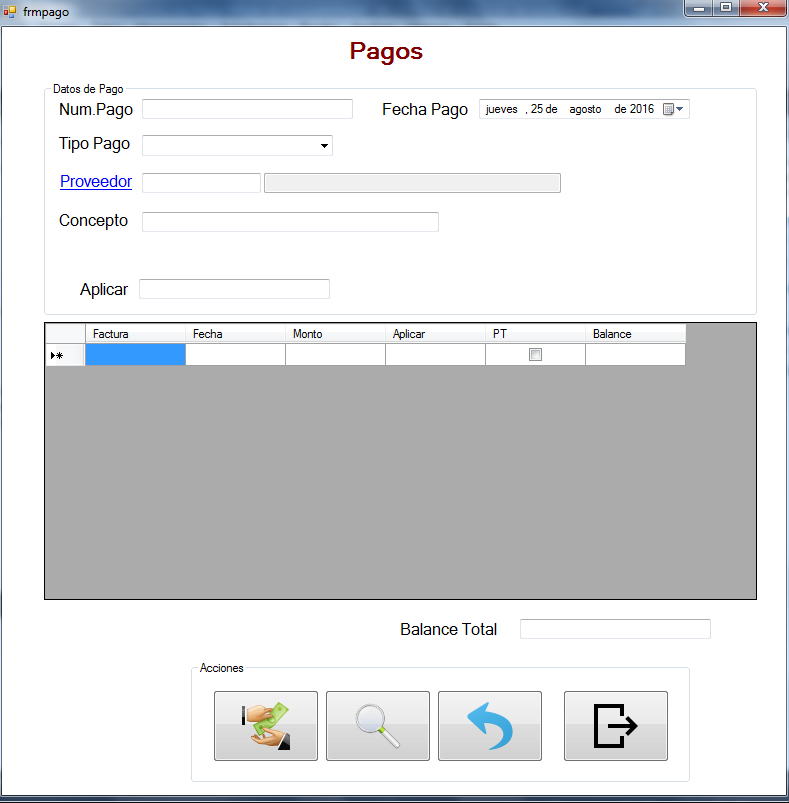 frmpago
Pagos
Datos de Pago
Num.Pago Fecha Pago jueves , 25 de agosto de 2016
Tipo Pago
Proveedor
Concepto
Aplicar
Factura Fecha Monto Aplicar PT Balance
Balance Total
Acciones